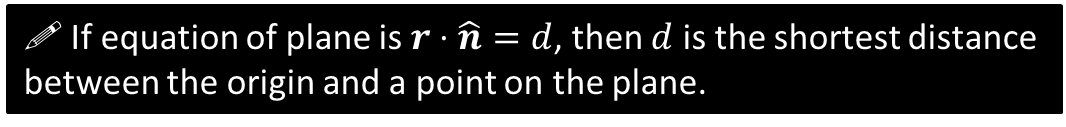 ✏ If equation of plane is 𝒓 · 𝐧̂ = 𝑑, then 𝑑 is the shortest distance
between the origin and a point on the plane.